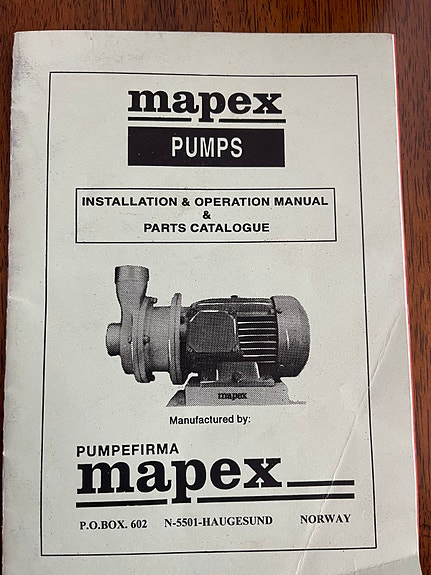 mapex
PUMPS
INSTALLATION & OPERATION MANUAL
&
PARTS CATALOGUE
mapex
Manufactured by:
PUMPEFIRMA
mapex
P.O.BOX. 602 N-5501-HAUGESUND NORWAY